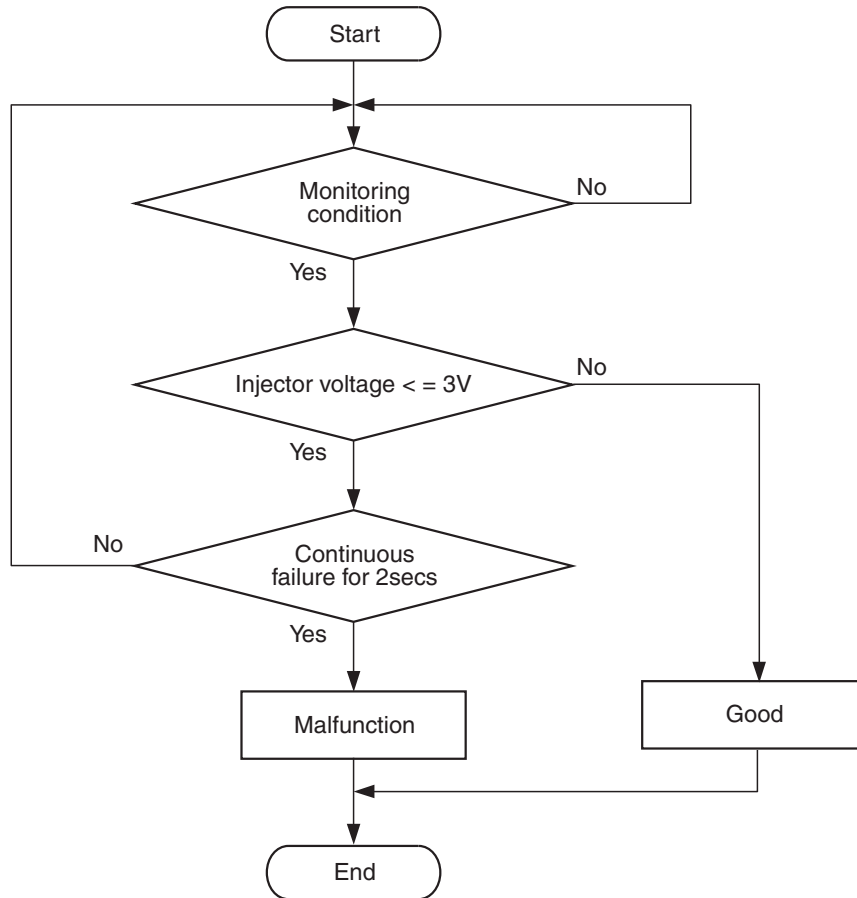 Start
Monitoring
condition
No
Yes
Injector voltage < = 3V
No
Yes
Continuous
failure for 2secs
No
Yes
Malfunction
Good
End